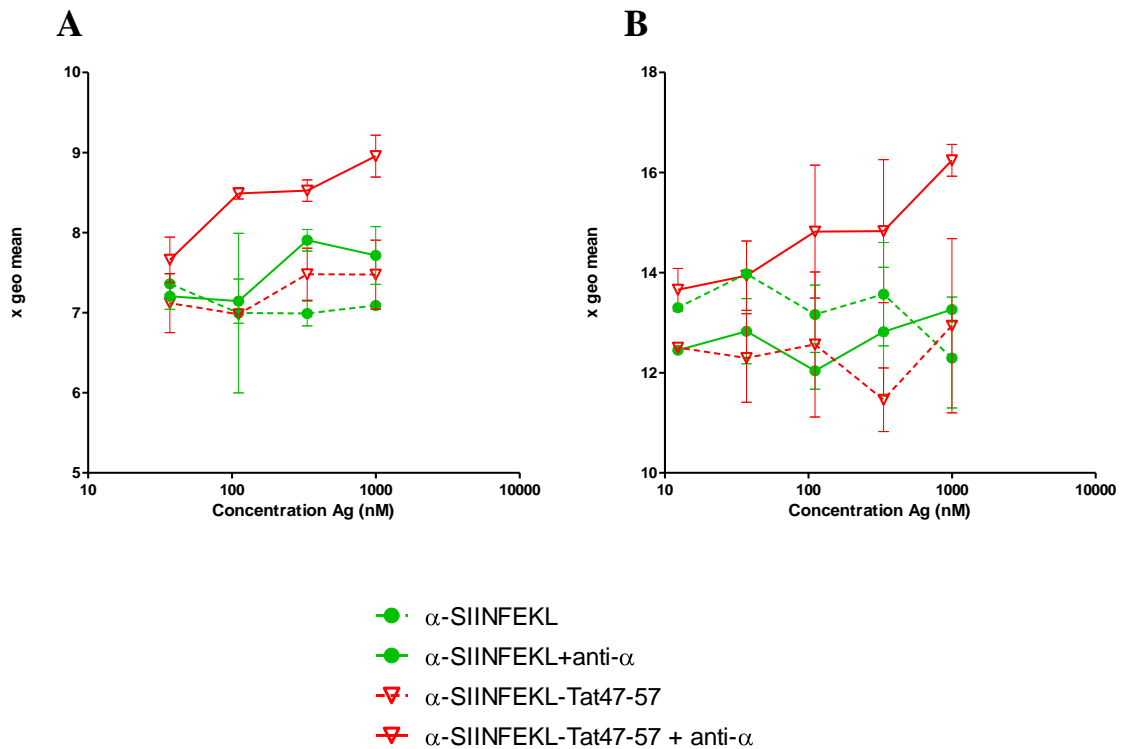 A
10
9
8
7
6
5
x geo mean
10
100
1000
10000
Concentration Ag (nM)
B
18
16
14
12
10
x geo mean
10
100
1000
10000
Concentration Ag (nM)
α-SIINFEKL
α-SIINFEKL+anti-α
α-SIINFEKL-Tat47-57
α-SIINFEKL-Tat47-57 + anti-α